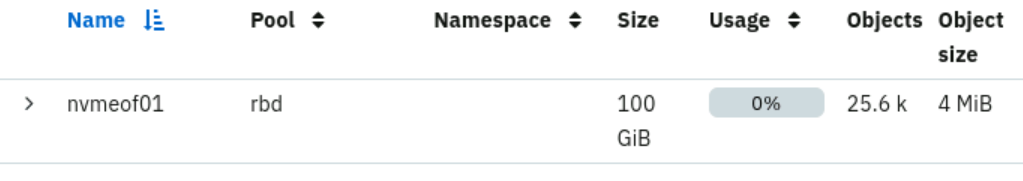 Name Pool Namespace Size Usage Objects Object
size
nvmeof01 rbd 100 0% 25.6 k 4 MiB
GiB